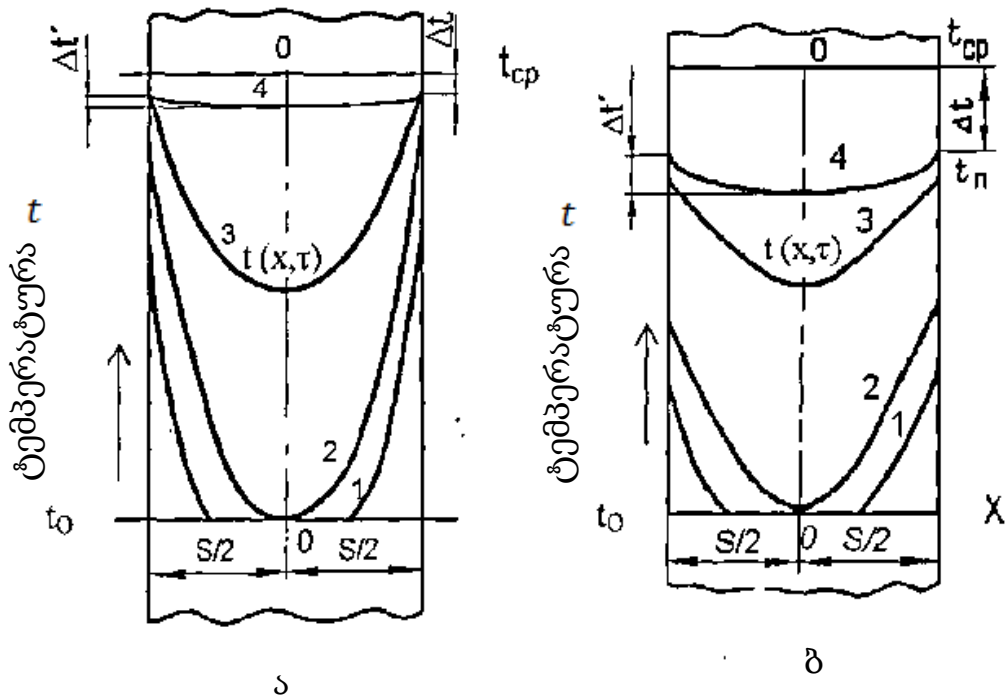 Δt′
0
Δt
t_cp
4
t
ტემპერატურა
3
t(x,τ)
2
1
t₀
0
S/2
S/2
ა
t_cp
0
Δt′
Δt
4
t_п
t
ტემპერატურა
3
t(x,τ)
2
1
t₀
X
S/2
0
S/2
ბ